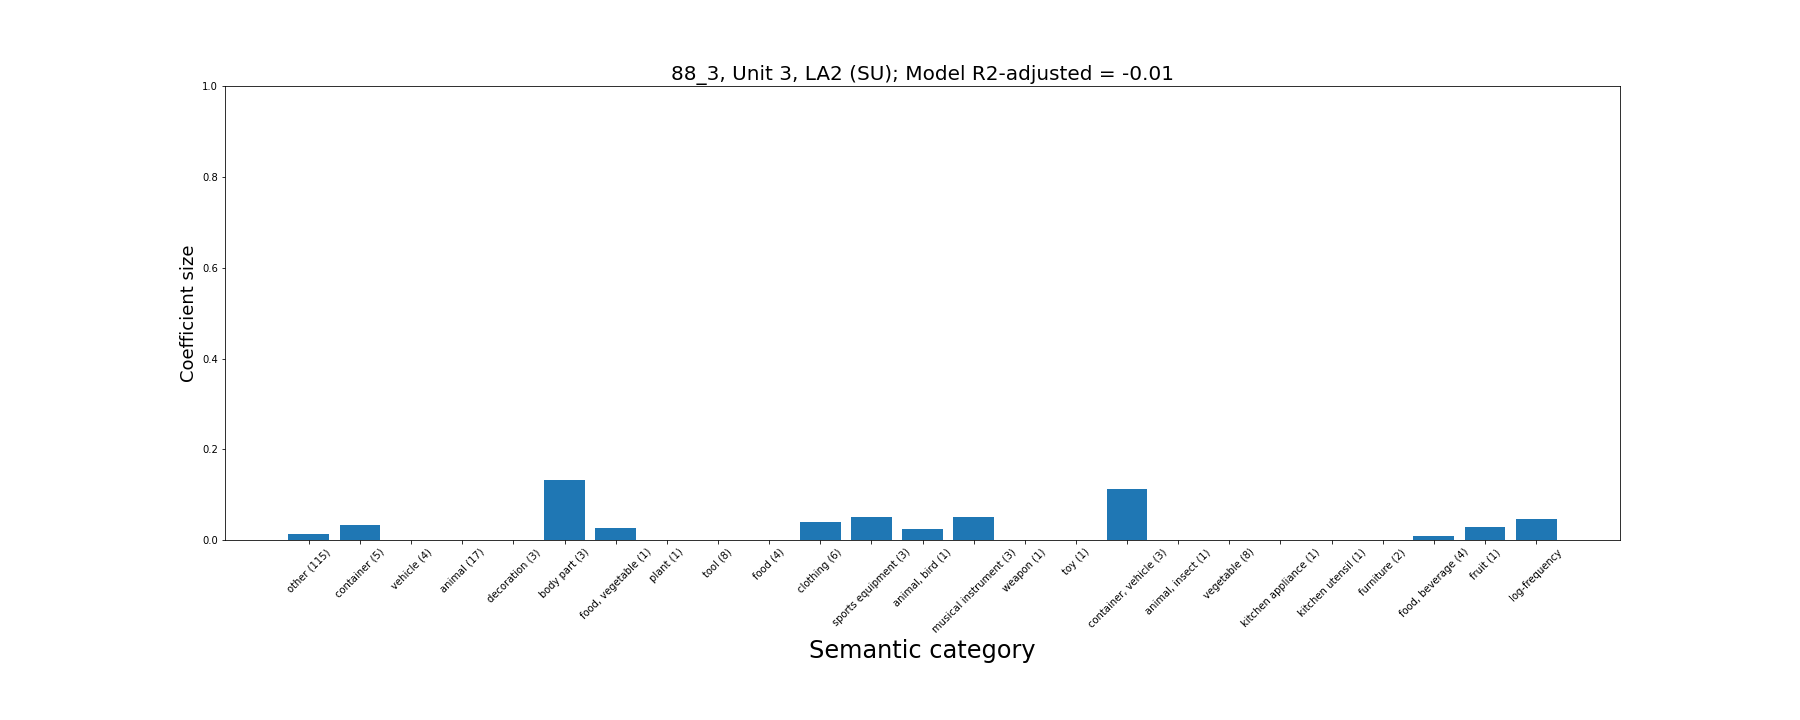 88_3, Unit 3, LA2 (SU); Model R2-adjusted = -0.01
Coefficient size
1.0
0.8
0.6
0.4
0.2
0.0
other (115)
container (5)
vehicle (4)
animal (17)
decoration (3)
body part (3)
food, vegetable (1)
plant (1)
tool (8)
food (4)
clothing (6)
sports equipment (3)
animal, bird (1)
musical instrument (3)
weapon (1)
toy (1)
container, vehicle (3)
animal, insect (1)
vegetable (8)
kitchen appliance (1)
kitchen utensil (1)
furniture (2)
food, beverage (4)
fruit (1)
log-frequency
Semantic category